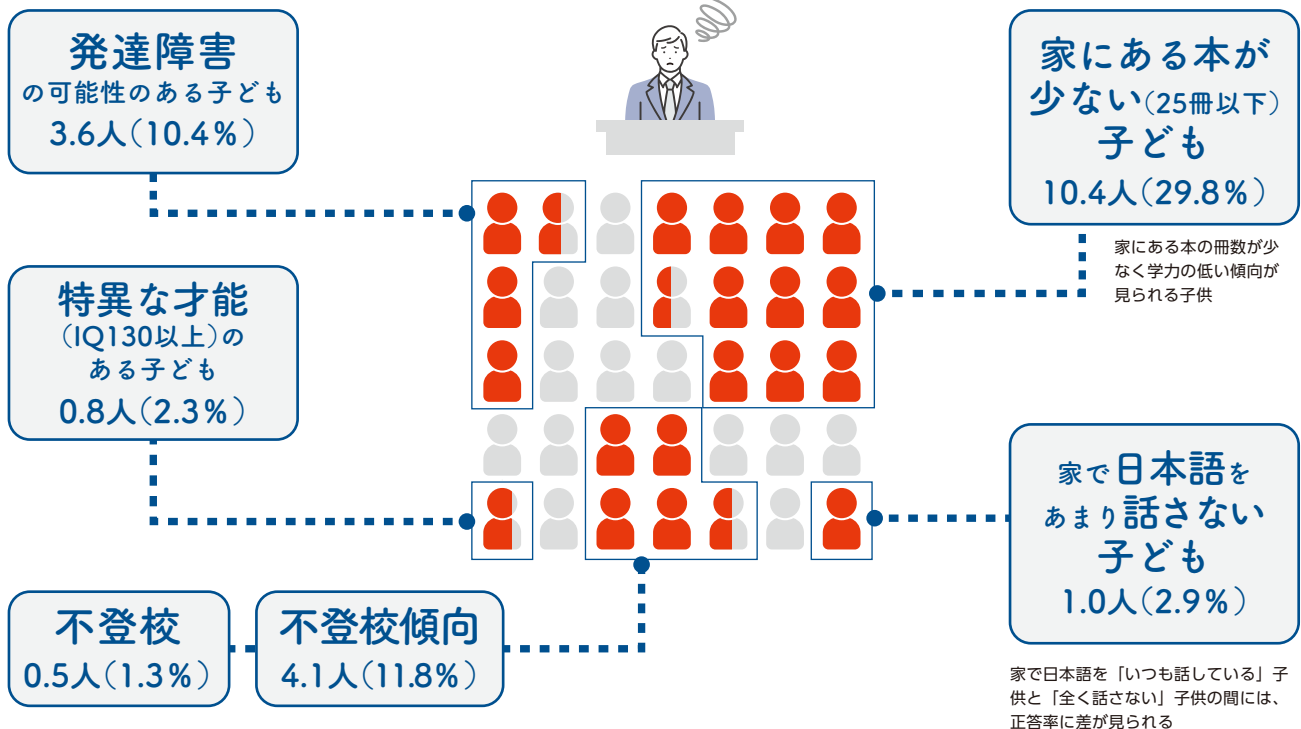 発達障害
の可能性のある子ども
3.6人(10.4%)
特異な才能
(IQ130以上)の
ある子ども
0.8人(2.3%)
不登校
0.5人(1.3%)
不登校傾向
4.1人(11.8%)
家にある本が
少ない(25冊以下)
子ども
10.4人(29.8%)
家にある本の冊数が少
なく学力の低い傾向が
見られる子供
家で日本語を
あまり話さない
子ども
1.0人(2.9%)
家で日本語を「いつも話している」子
供と「全く話さない」子供の間には、
正答率に差が見られる